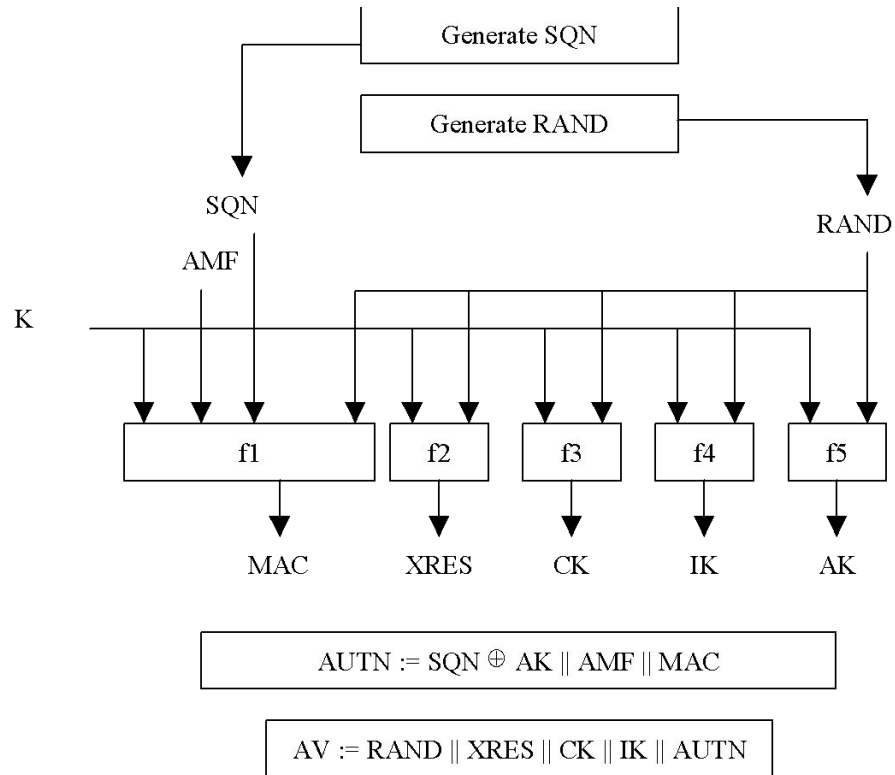 Generate SQN
Generate RAND
SQN
RAND
AMF
K
f1
f2
f3
f4
f5
MAC
XRES
CK
IK
AK
AUTN := SQN ⊕ AK || AMF || MAC
AV := RAND || XRES || CK || IK || AUTN